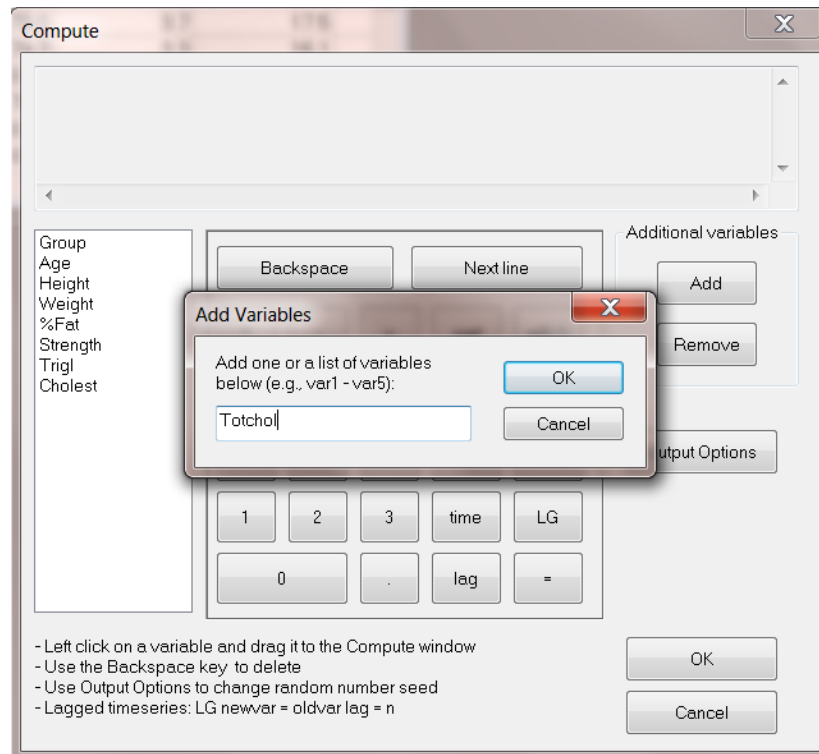 Compute
Group
Age
Height
Weight
%Fat
Strength
Trigl
Cholest
Backspace
Next line
Additional variables
Add
Remove
Add Variables
Add one or a list of variables
below (e.g., var1 - var5):
OK
Totchol
Cancel
utput Options
1 2 3 time LG
0 . lag =
- Left click on a variable and drag it to the Compute window
- Use the Backspace key to delete
- Use Output Options to change random number seed
- Lagged timeseries: LG newvar = oldvar lag = n
OK
Cancel